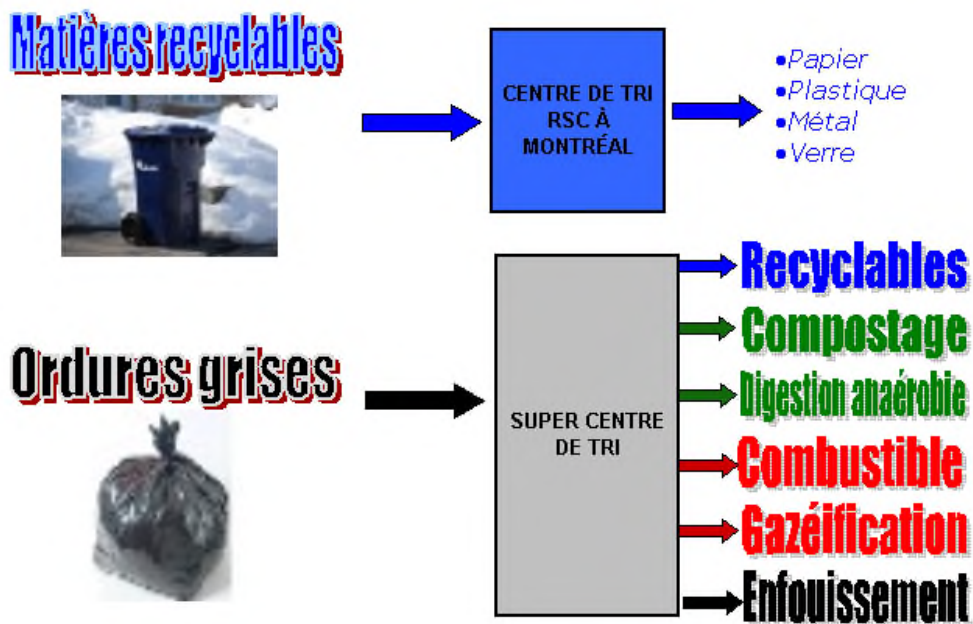 Matières recyclables
CENTRE DE TRI
RSC À
MONTRÉAL
•Papier
•Plastique
•Métal
•Verre
Ordures grises
SUPER CENTRE
DE TRI
Recyclables
Compostage
Digestion anaérobie
Combustible
Gazéification
Enfouissement